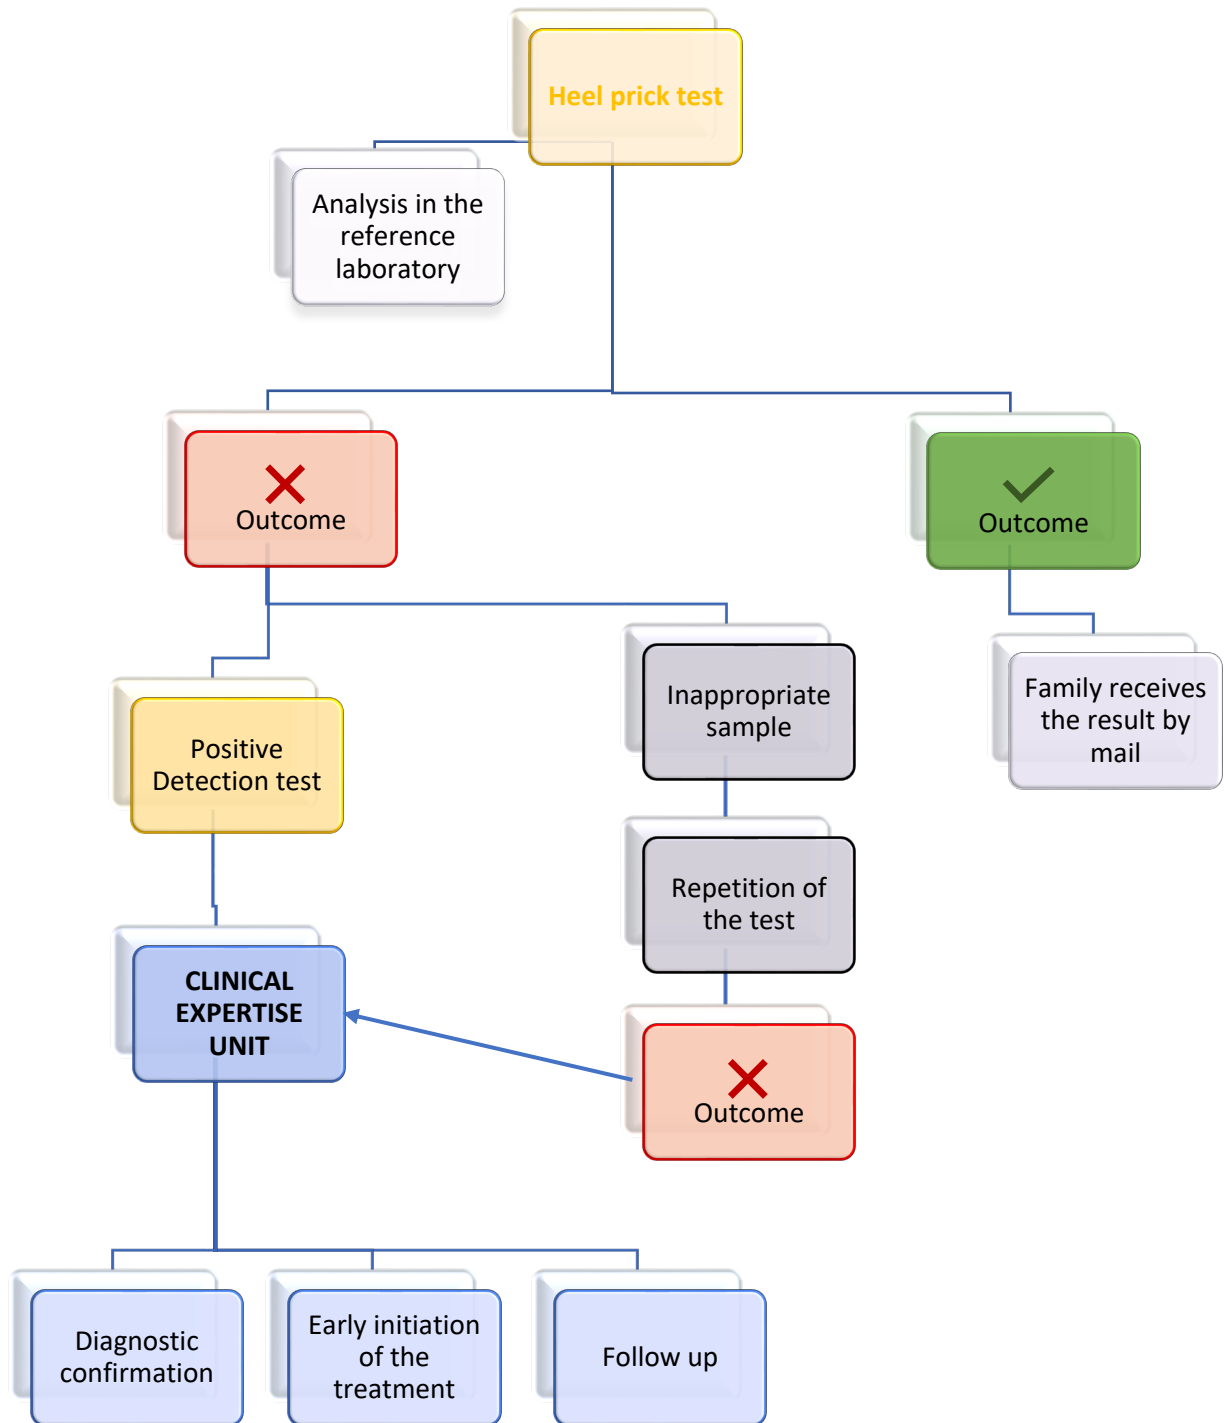 Heel prick test
Analysis in the
reference
laboratory
Outcome
Outcome
Family receives
the result by
mail
Inappropriate
sample
Positive
Detection test
Repetition of
the test
CLINICAL
EXPERTISE
UNIT
Outcome
Diagnostic
confirmation
Early initiation
of the
treatment
Follow up